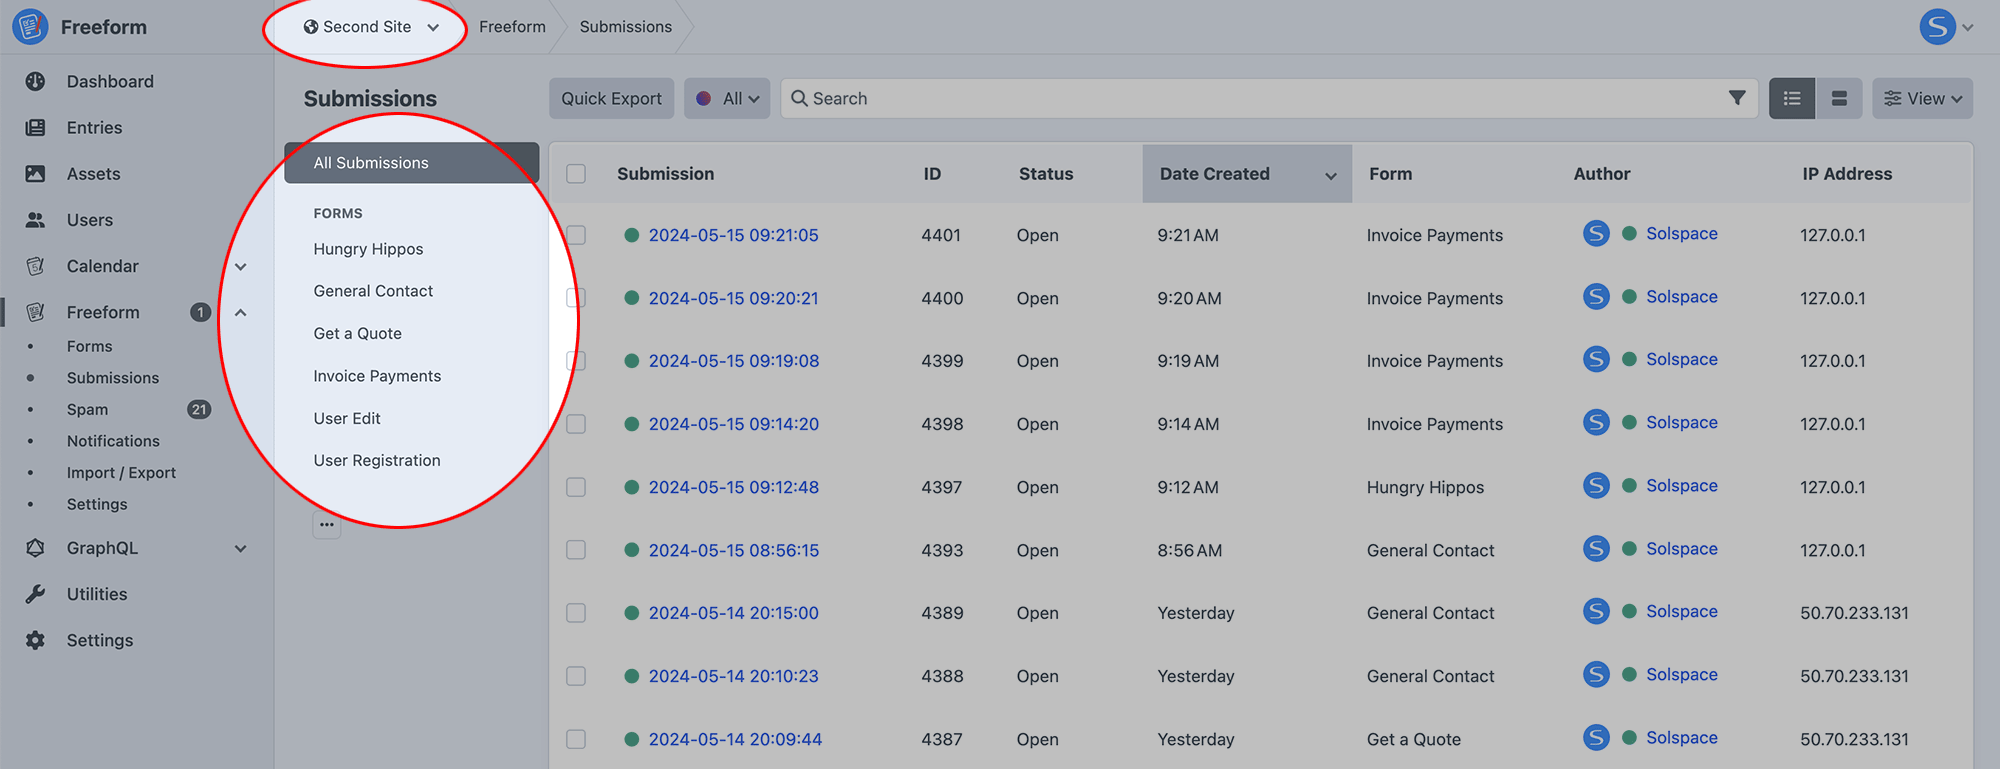 Freeform
Second Site
Freeform
Submissions
S
Dashboard
Entries
Assets
Users
Calendar
Freeform 1
Forms
Submissions
Spam 21
Notifications
Import / Export
Settings
GraphQL
Utilities
Settings
Submissions
All Submissions
FORMS
Hungry Hippos
General Contact
Get a Quote
Invoice Payments
User Edit
User Registration
...
Quick Export All Search View
Submission ID Status Date Created Form Author IP Address
2024-05-15 09:21:05 4401 Open 9:21 AM Invoice Payments S Solspace 127.0.0.1
2024-05-15 09:20:21 4400 Open 9:20 AM Invoice Payments S Solspace 127.0.0.1
2024-05-15 09:19:08 4399 Open 9:19 AM Invoice Payments S Solspace 127.0.0.1
2024-05-15 09:14:20 4398 Open 9:14 AM Invoice Payments S Solspace 127.0.0.1
2024-05-15 09:12:48 4397 Open 9:12 AM Hungry Hippos S Solspace 127.0.0.1
2024-05-15 08:56:15 4393 Open 8:56 AM General Contact S Solspace 127.0.0.1
2024-05-14 20:15:00 4389 Open Yesterday General Contact S Solspace 50.70.233.131
2024-05-14 20:10:23 4388 Open Yesterday General Contact S Solspace 50.70.233.131
2024-05-14 20:09:44 4387 Open Yesterday Get a Quote S Solspace 50.70.233.131